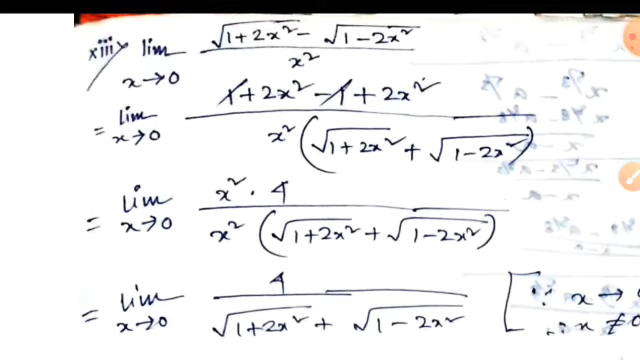 xiii> lim x→0 (√(1+2x²) - √(1-2x²)) / x²
= lim x→0 (1+2x² - 1+2x²) / (x² (√(1+2x²) + √(1-2x²)))
= lim x→0 (x² · 4) / (x² (√(1+2x²) + √(1-2x²)))
= lim x→0 4 / (√(1+2x²) + √(1-2x²)) [∵ x → 0
∴ x ≠ 0